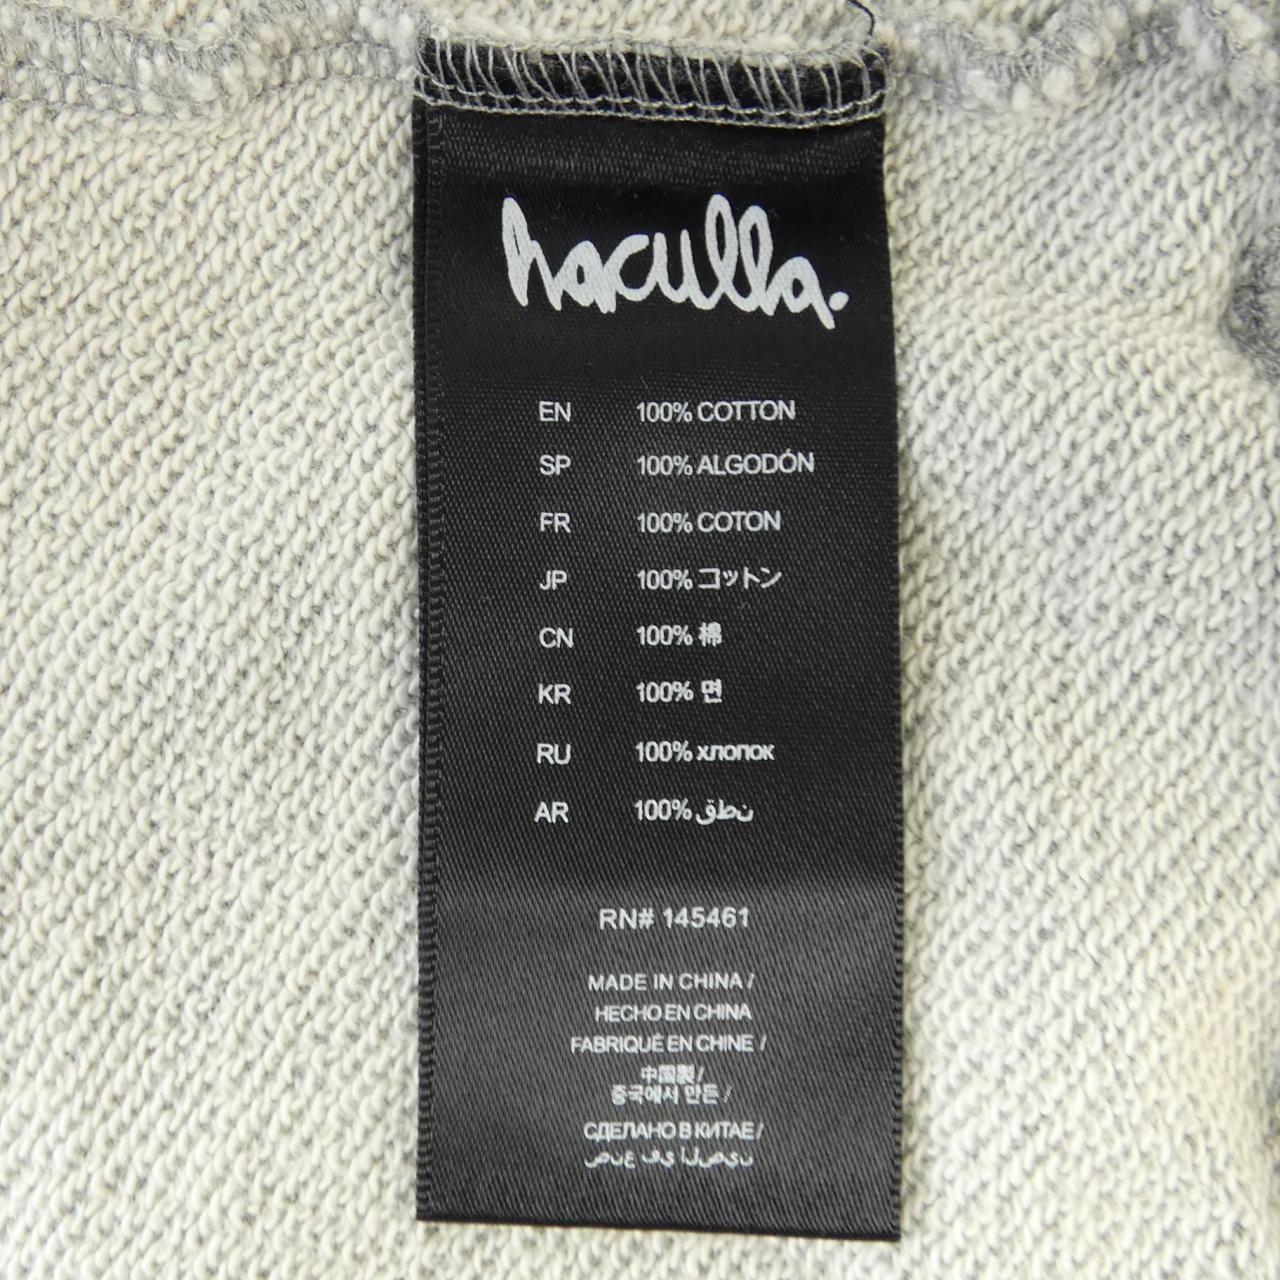 haculla.
EN 100% COTTON
SP 100% ALGODÓN
FR 100% COTON
JP 100% コットン
CN 100% 棉
KR 100% 면
RU 100% хлопок
AR 100% قطن
RN# 145461
MADE IN CHINA /
HECHO EN CHINA
FABRIQUÉ EN CHINE /
中国製 /
중국에서 만든 /
СДЕЛАНО В КИТАЕ /
صنع في الصين